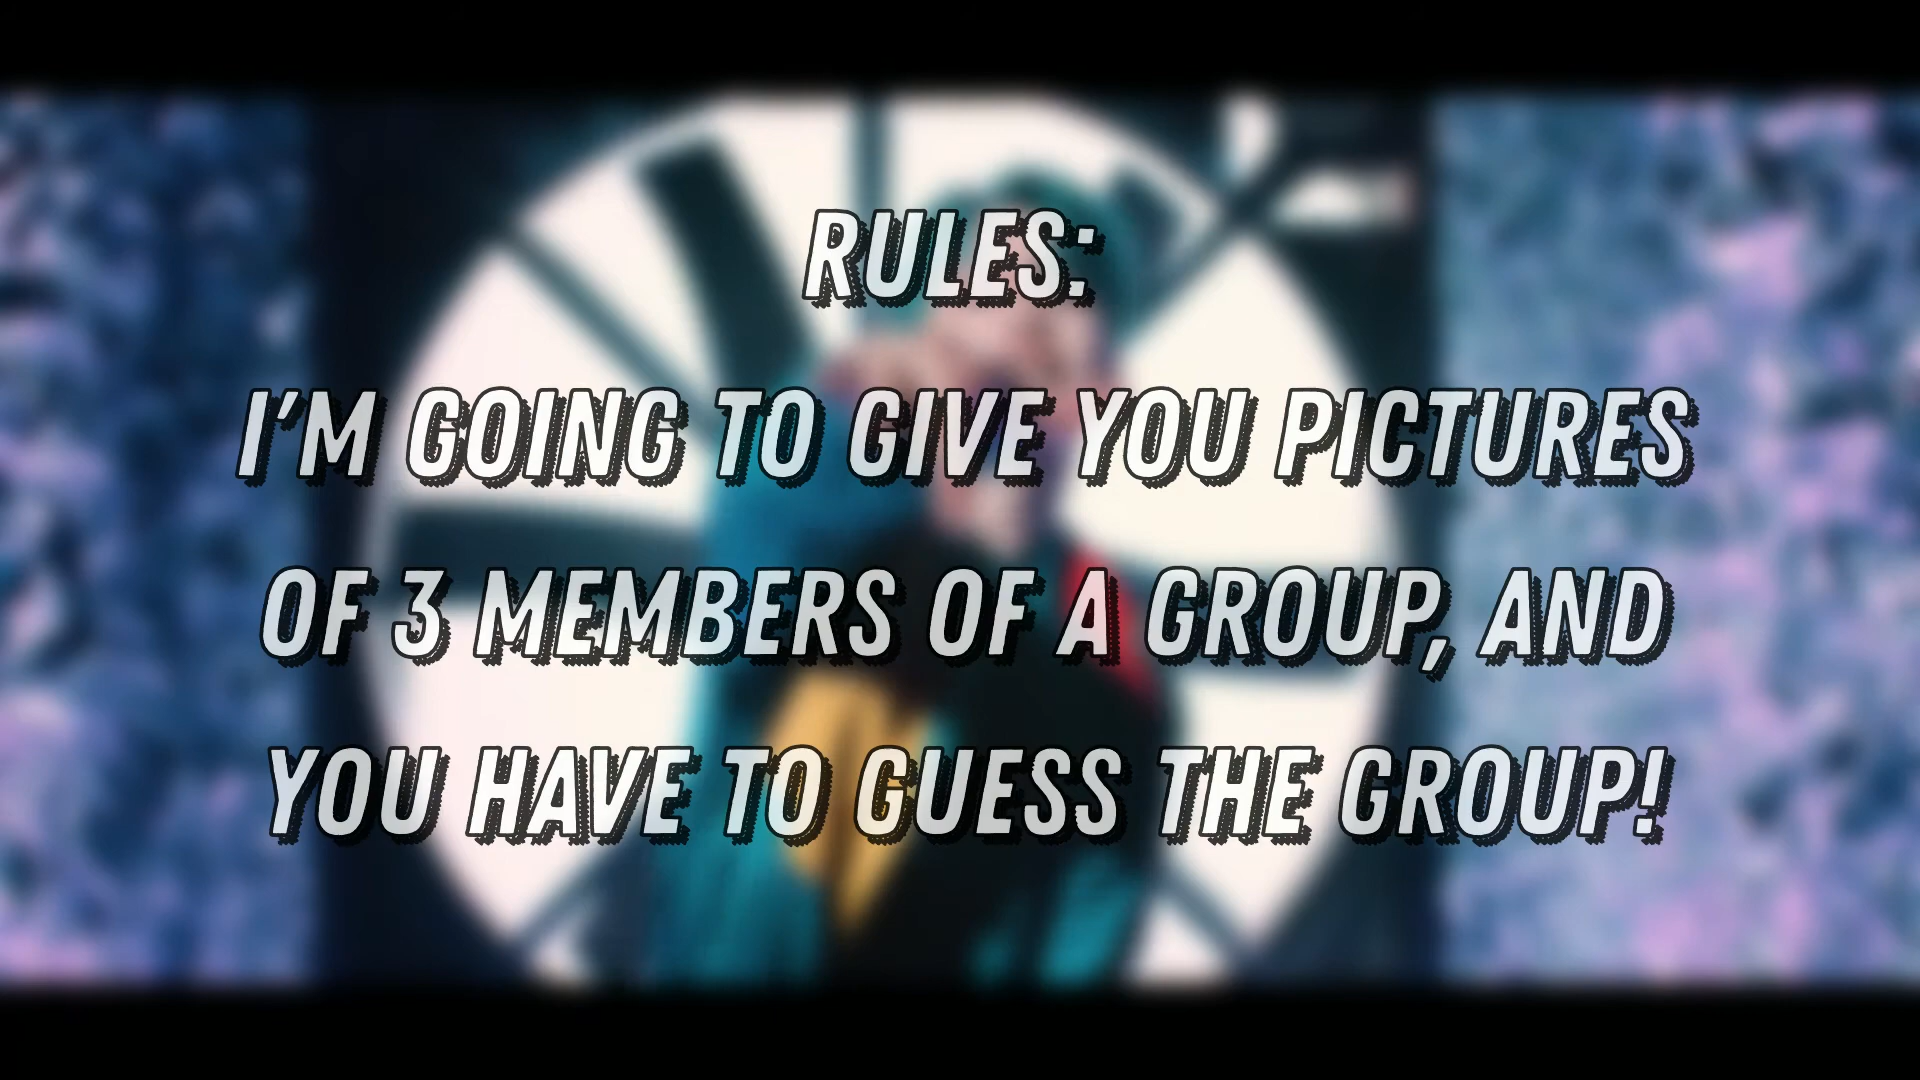 RULES:
I'M GOING TO GIVE YOU PICTURES
OF 3 MEMBERS OF A GROUP, AND
YOU HAVE TO GUESS THE GROUP!